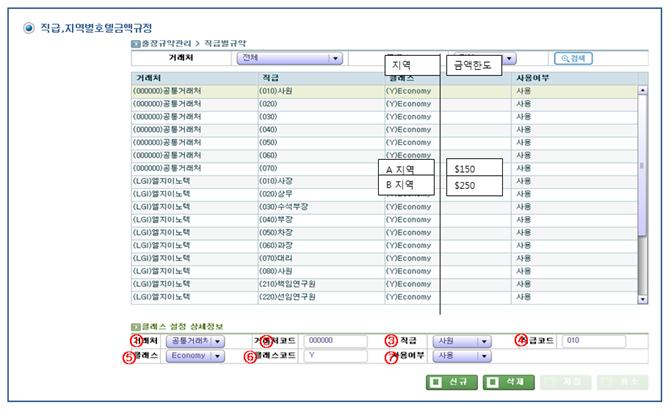 직급,지역별호텔금액규정
출장규약관리 > 직급별규약
거래처 전체 지역 금액한도 검색
거래처 직급 클래스 사용여부
(000000)공통거래처 (010)사원 (Y)Economy 사용
(000000)공통거래처 (020) (Y)Economy 사용
(000000)공통거래처 (030) (Y)Economy 사용
(000000)공통거래처 (040) (Y)Economy 사용
(000000)공통거래처 (050) (Y)Economy 사용
(000000)공통거래처 (060) (Y)Economy 사용
(000000)공통거래처 (070) A 지역 $150 사용
(LGI)엘지이노텍 (010)사장 B 지역 $250 사용
(LGI)엘지이노텍 (020)상무 (Y)Economy 사용
(LGI)엘지이노텍 (030)수석부장 (Y)Economy 사용
(LGI)엘지이노텍 (040)부장 (Y)Economy 사용
(LGI)엘지이노텍 (050)차장 (Y)Economy 사용
(LGI)엘지이노텍 (060)과장 (Y)Economy 사용
(LGI)엘지이노텍 (070)대리 (Y)Economy 사용
(LGI)엘지이노텍 (080)사원 (Y)Economy 사용
(LGI)엘지이노텍 (210)책임연구원 (Y)Economy 사용
(LGI)엘지이노텍 (220)선임연구원 (Y)Economy 사용
클래스 설정 상세정보
① 거래처 공통거래처 거래처코드 000000 ③ 직급 사원 ④ 직급코드 010
⑤ 클래스 Economy ⑥ 클래스코드 Y ⑦ 사용여부 사용
신규 삭제 저장 취소